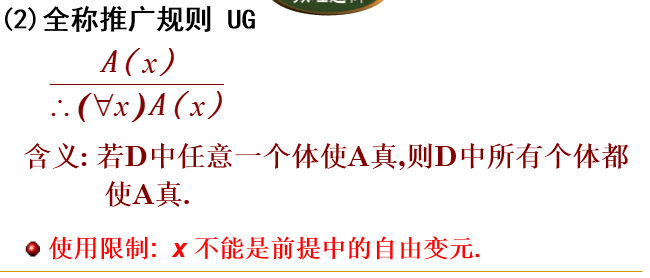 (2)全称推广规则 UG
A(x)
∴(∀x)A(x)
含义: 若D中任意一个体使A真,则D中所有个体都
使A真.
使用限制: x 不能是前提中的自由变元.